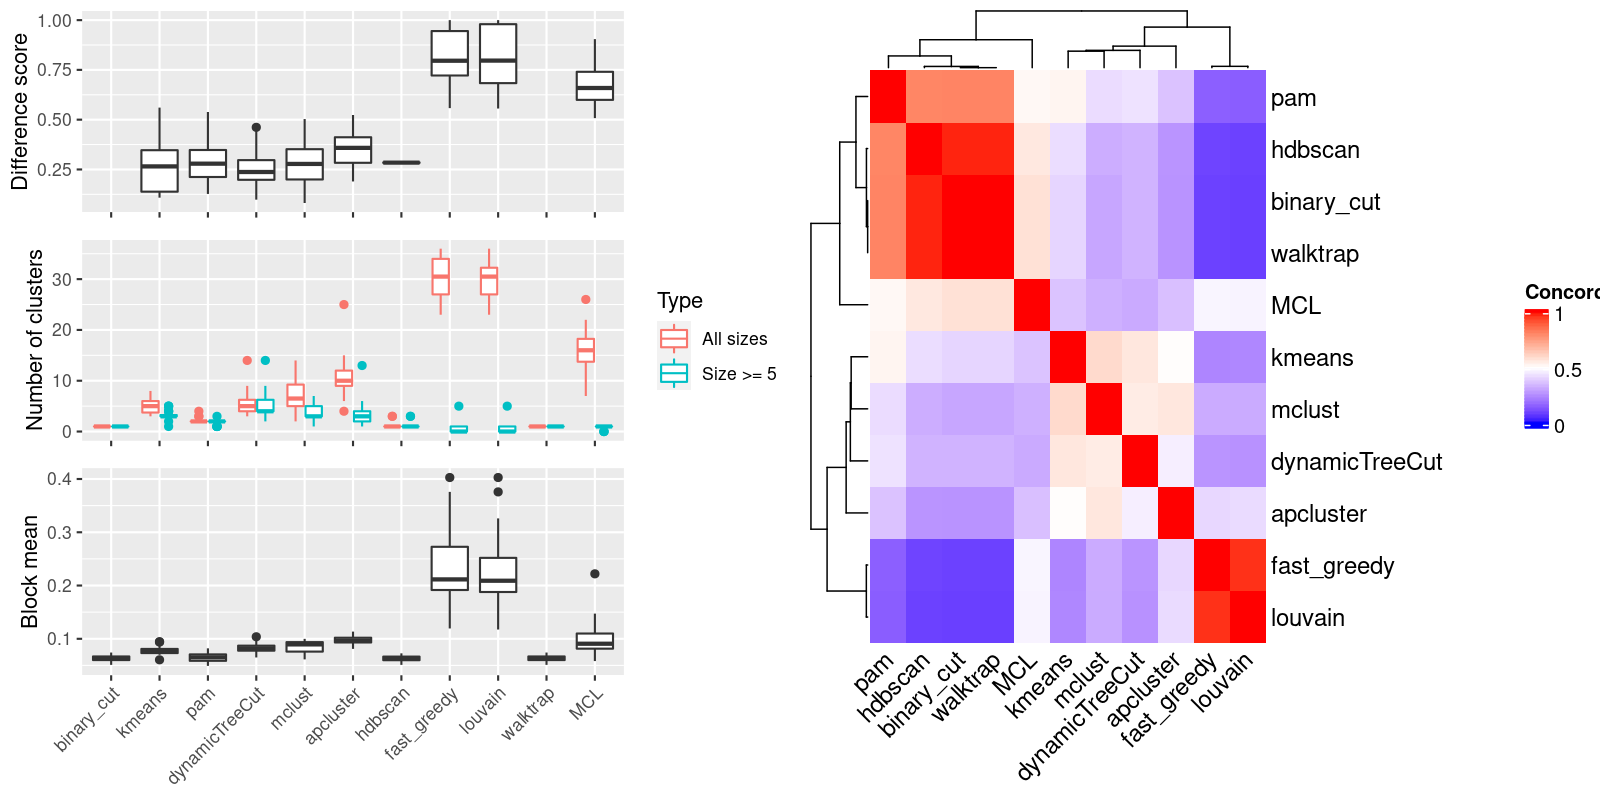 Difference score
1.00
0.75
0.50
0.25
Number of clusters
30
20
10
0
Block mean
0.4
0.3
0.2
0.1
binary_cut
kmeans
pam
dynamicTreeCut
mclust
apcluster
hdbscan
fast_greedy
louvain
walktrap
MCL
Type
All sizes
Size >= 5
pam
hdbscan
binary_cut
walktrap
MCL
kmeans
mclust
dynamicTreeCut
apcluster
fast_greedy
louvain
pam
hdbscan
binary_cut
walktrap
MCL
kmeans
mclust
dynamicTreeCut
apcluster
fast_greedy
louvain
Concord
1
0.5
0